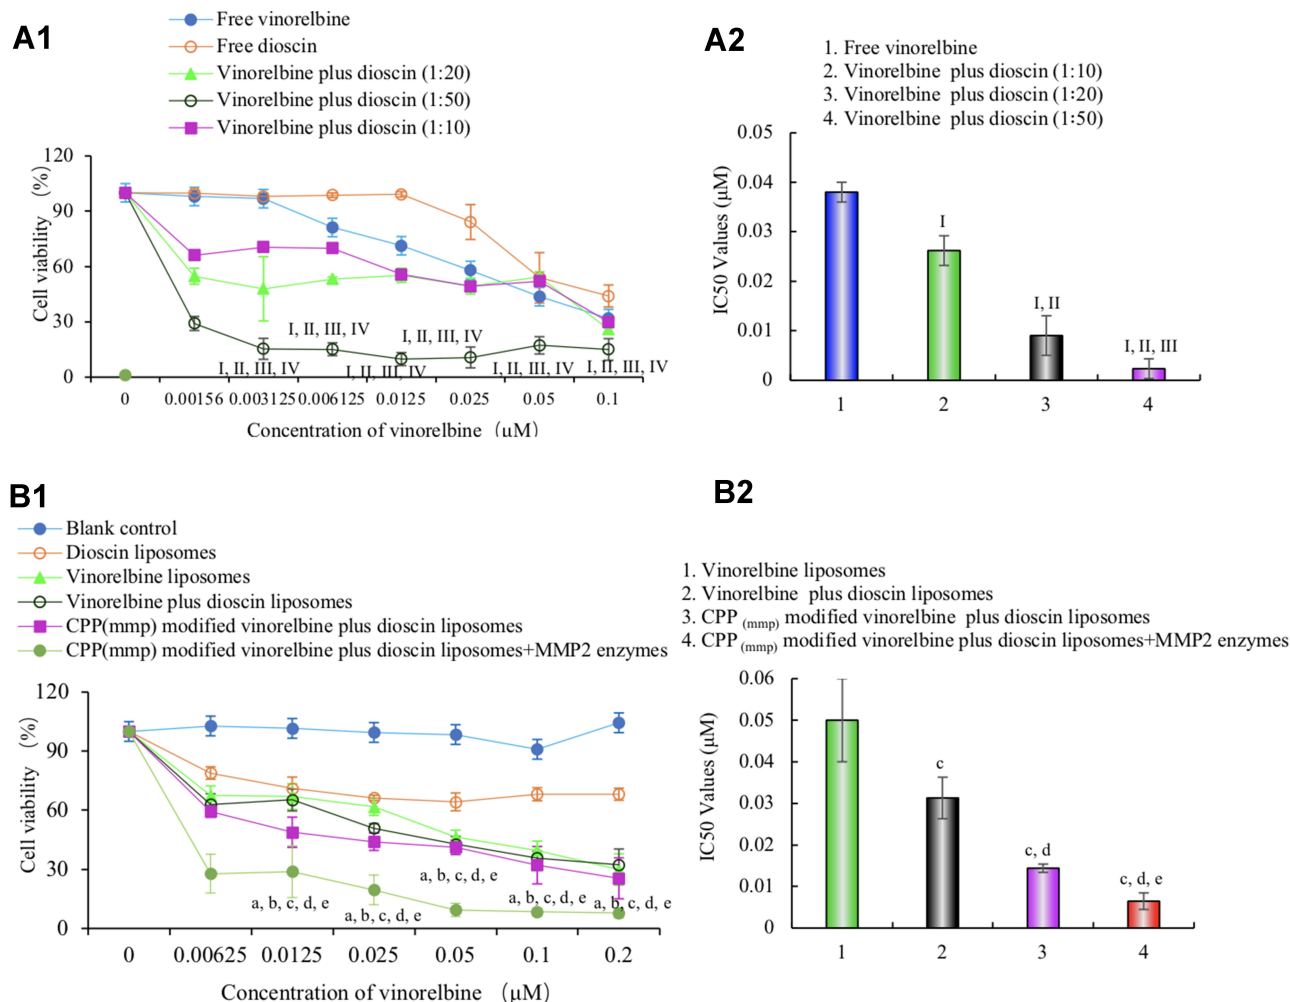 A1
Free vinorelbine
Free dioscin
Vinorelbine plus dioscin (1:20)
Vinorelbine plus dioscin (1:50)
Vinorelbine plus dioscin (1:10)
Cell viability (%)
120
90
60
30
0
I, II, III, IV
I, II, III, IV
I, II, III, IV
I, II, III, IV
I, II, III, IV
I, II, III, IV
0
0.00156
0.003125
0.006125
0.0125
0.025
0.05
0.1
Concentration of vinorelbine (μM)
A2
1. Free vinorelbine
2. Vinorelbine plus dioscin (1:10)
3. Vinorelbine plus dioscin (1:20)
4. Vinorelbine plus dioscin (1:50)
IC50 Values (μM)
0.05
0.04
0.03
0.02
0.01
0
I
I, II
I, II, III
1
2
3
4
B1
Blank control
Dioscin liposomes
Vinorelbine liposomes
Vinorelbine plus dioscin liposomes
CPP(mmp) modified vinorelbine plus dioscin liposomes
CPP(mmp) modified vinorelbine plus dioscin liposomes+MMP2 enzymes
Cell viability (%)
120
90
60
30
0
a, b, c, d, e
a, b, c, d, e
a, b, c, d, e
a, b, c, d, e
a, b, c, d, e
0
0.00625
0.0125
0.025
0.05
0.1
0.2
Concentration of vinorelbine (μM)
B2
1. Vinorelbine liposomes
2. Vinorelbine plus dioscin liposomes
3. CPP (mmp) modified vinorelbine plus dioscin liposomes
4. CPP (mmp) modified vinorelbine plus dioscin liposomes+MMP2 enzymes
IC50 Values (μM)
0.06
0.05
0.04
0.03
0.02
0.01
0
c
c, d
c, d, e
1
2
3
4